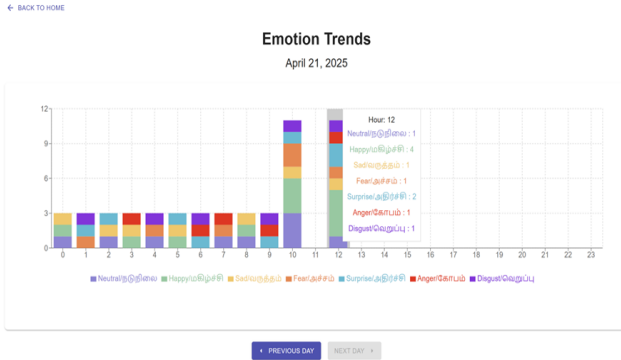 BACK TO HOME
Emotion Trends
April 21, 2025
12
9
6
3
0
0 1 2 3 4 5 6 7 8 9 10 11 12 13 14 15 16 17 18 19 20 21 22 23
Hour: 12
Neutral/நடுநிலை : 1
Happy/மகிழ்ச்சி : 4
Sad/வருத்தம் : 1
Fear/அச்சம் : 1
Surprise/அதிர்ச்சி : 2
Anger/கோபம் : 1
Disgust/வெறுப்பு : 1
Neutral/நடுநிலை Happy/மகிழ்ச்சி Sad/வருத்தம் Fear/அச்சம் Surprise/அதிர்ச்சி Anger/கோபம் Disgust/வெறுப்பு
PREVIOUS DAY NEXT DAY